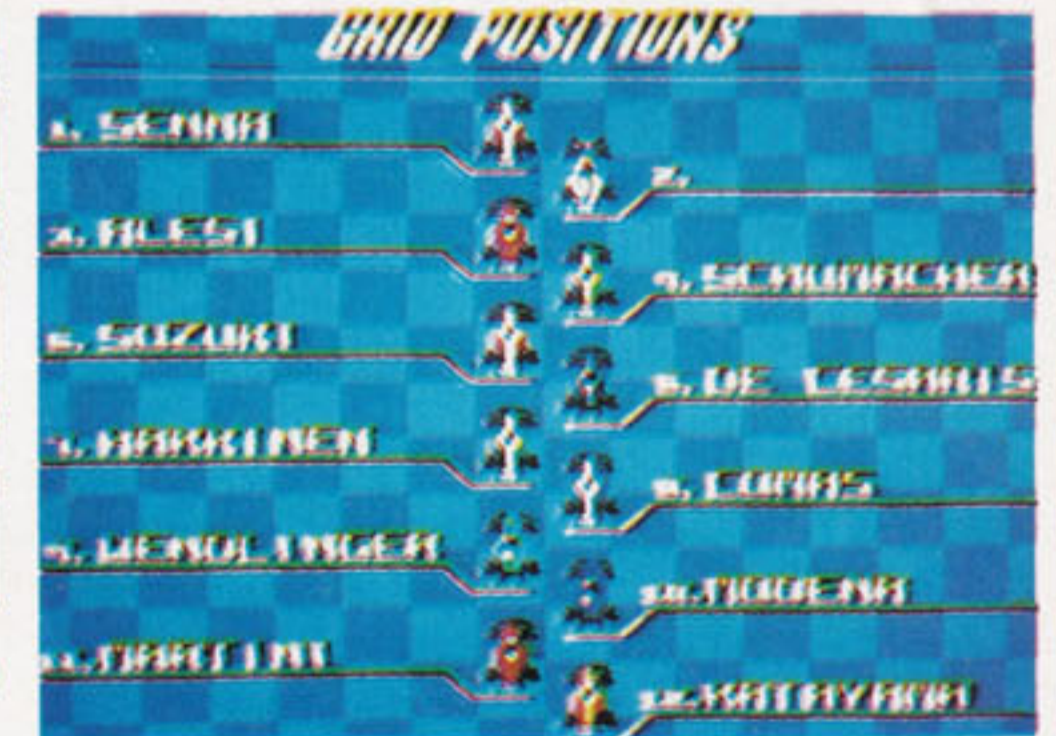 GRID POSITIONS
1. SENNA
2.
3. ALESI
4. SCHUMACHER
5. SUZUKI
6. DE CESARIS
7. HAKKINEN
8. COMAS
9. WENDLINGER
10. MODENA
11. MARTINI
12. KATAYAMA